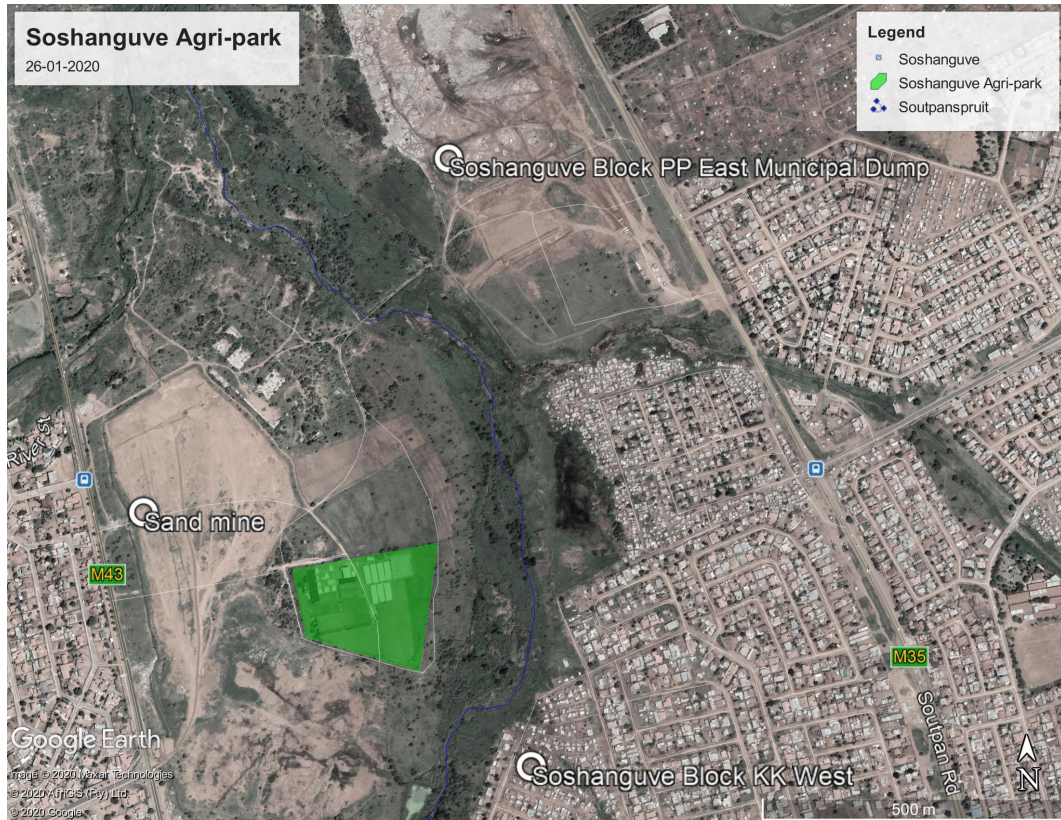 Soshanguve Agri-park
26-01-2020
Legend
Soshanguve
Soshanguve Agri-park
Soutpanspruit
Soshanguve Block PP East Municipal Dump
River St
Sand mine
M43
M35
Soutpan Rd
Soshanguve Block KK West
Google Earth
Image © 2020 Maxar Technologies
© 2020 AfriGIS (Pty) Ltd.
© 2020 Google
N
500 m